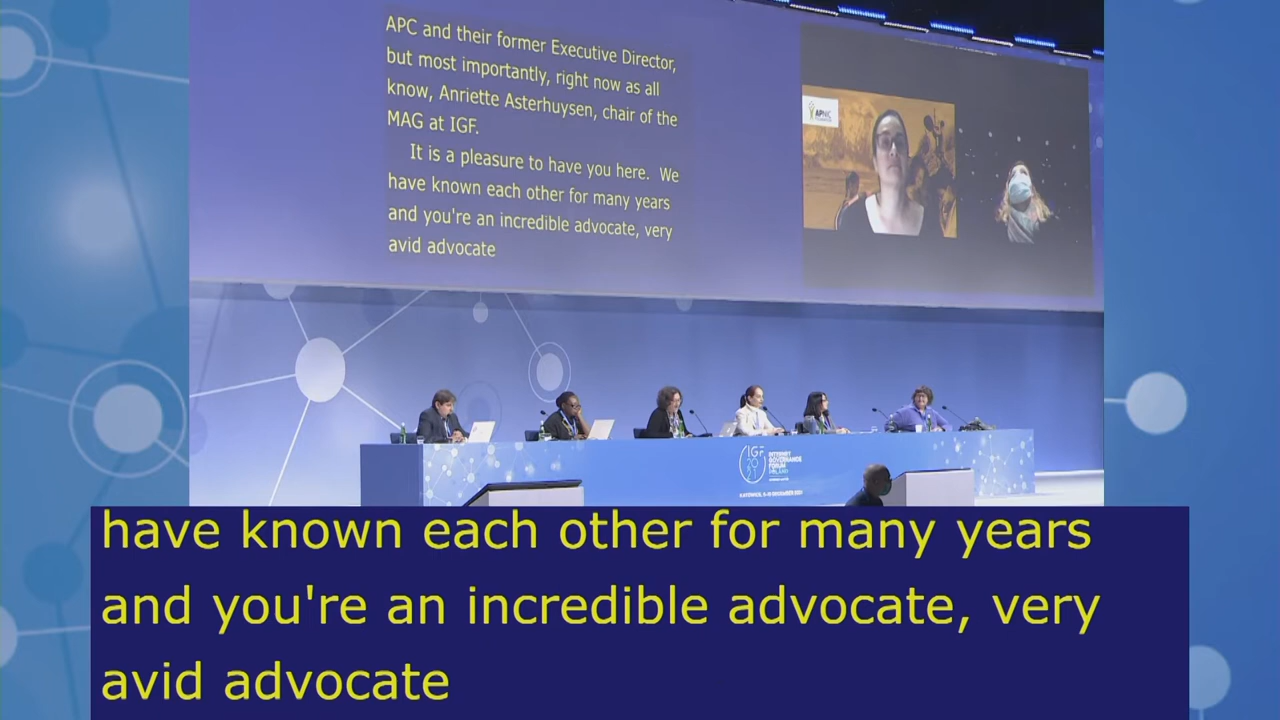 APC and their former Executive Director,
but most importantly, right now as all
know, Anriette Asterhuysen, chair of the
MAG at IGF.
It is a pleasure to have you here. We
have known each other for many years
and you're an incredible advocate, very
avid advocate
APNIC
IGF
2021
INTERNET
GOVERNANCE
FORUM
have known each other for many years
and you're an incredible advocate, very
avid advocate